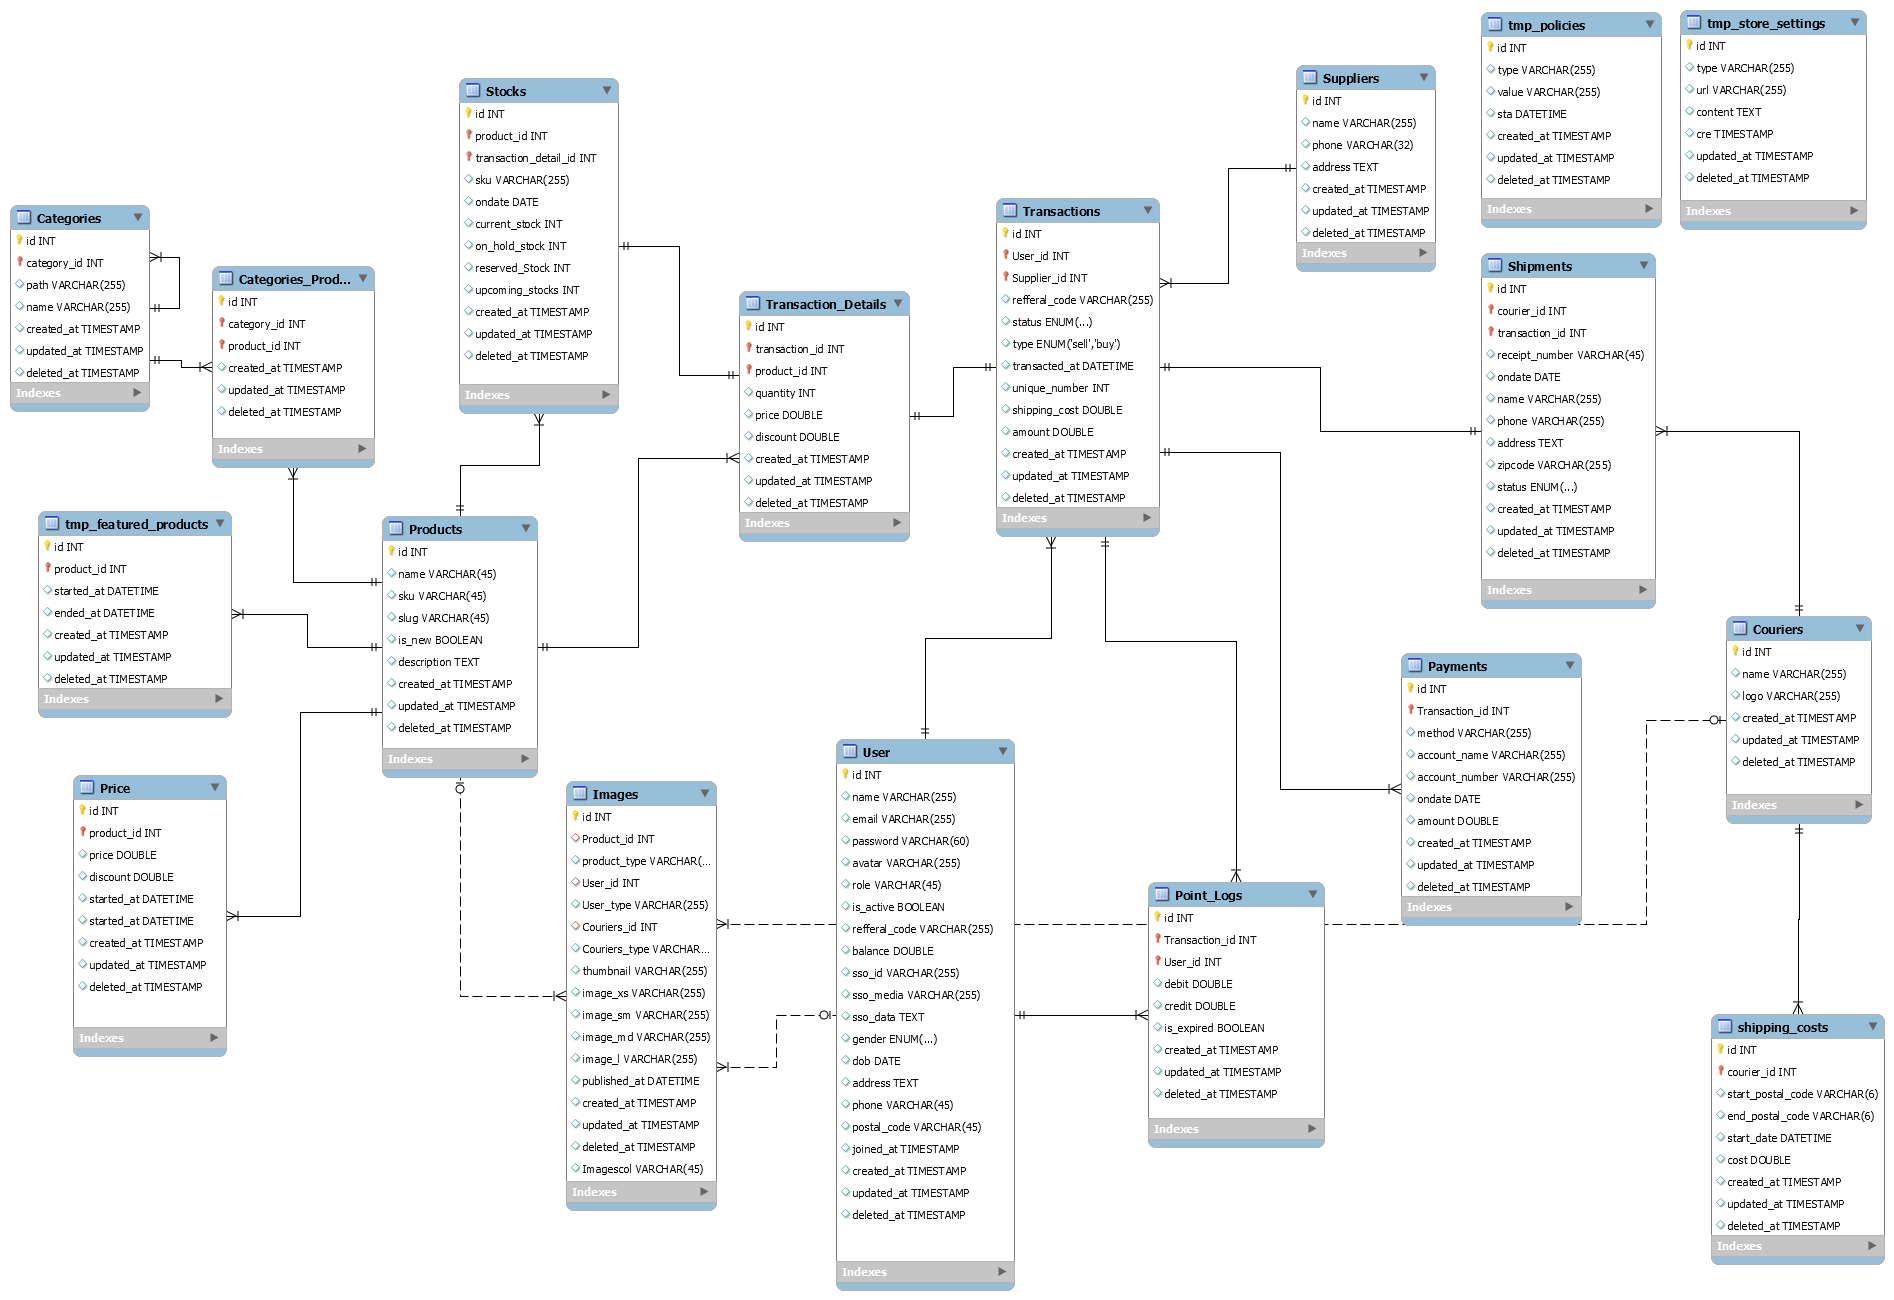 Categories
id INT
category_id INT
path VARCHAR(255)
name VARCHAR(255)
created_at TIMESTAMP
updated_at TIMESTAMP
deleted_at TIMESTAMP
Indexes
Categories_Prod...
id INT
category_id INT
product_id INT
created_at TIMESTAMP
updated_at TIMESTAMP
deleted_at TIMESTAMP
Indexes
tmp_featured_products
id INT
product_id INT
started_at DATETIME
ended_at DATETIME
created_at TIMESTAMP
updated_at TIMESTAMP
deleted_at TIMESTAMP
Indexes
Price
id INT
product_id INT
price DOUBLE
discount DOUBLE
started_at DATETIME
started_at DATETIME
created_at TIMESTAMP
updated_at TIMESTAMP
deleted_at TIMESTAMP
Indexes
Stocks
id INT
product_id INT
transaction_detail_id INT
sku VARCHAR(255)
ondate DATE
current_stock INT
on_hold_stock INT
reserved_Stock INT
upcoming_stocks INT
created_at TIMESTAMP
updated_at TIMESTAMP
deleted_at TIMESTAMP
Indexes
Products
id INT
name VARCHAR(45)
sku VARCHAR(45)
slug VARCHAR(45)
is_new BOOLEAN
description TEXT
created_at TIMESTAMP
updated_at TIMESTAMP
deleted_at TIMESTAMP
Indexes
Images
id INT
Product_id INT
product_type VARCHAR(...
User_id INT
User_type VARCHAR(255)
Couriers_id INT
Couriers_type VARCHAR...
thumbnail VARCHAR(255)
image_xs VARCHAR(255)
image_sm VARCHAR(255)
image_md VARCHAR(255)
image_l VARCHAR(255)
published_at DATETIME
created_at TIMESTAMP
updated_at TIMESTAMP
deleted_at TIMESTAMP
Imagescol VARCHAR(45)
Indexes
Transaction_Details
id INT
transaction_id INT
product_id INT
quantity INT
price DOUBLE
discount DOUBLE
created_at TIMESTAMP
updated_at TIMESTAMP
deleted_at TIMESTAMP
Indexes
User
id INT
name VARCHAR(255)
email VARCHAR(255)
password VARCHAR(60)
avatar VARCHAR(255)
role VARCHAR(45)
is_active BOOLEAN
refferal_code VARCHAR(255)
balance DOUBLE
sso_id VARCHAR(255)
sso_media VARCHAR(255)
sso_data TEXT
gender ENUM(...)
dob DATE
address TEXT
phone VARCHAR(45)
postal_code VARCHAR(45)
joined_at TIMESTAMP
created_at TIMESTAMP
updated_at TIMESTAMP
deleted_at TIMESTAMP
Indexes
Transactions
id INT
User_id INT
Supplier_id INT
refferal_code VARCHAR(255)
status ENUM(...)
type ENUM('sell','buy')
transacted_at DATETIME
unique_number INT
shipping_cost DOUBLE
amount DOUBLE
created_at TIMESTAMP
updated_at TIMESTAMP
deleted_at TIMESTAMP
Indexes
Suppliers
id INT
name VARCHAR(255)
phone VARCHAR(32)
address TEXT
created_at TIMESTAMP
updated_at TIMESTAMP
deleted_at TIMESTAMP
Indexes
Point_Logs
id INT
Transaction_id INT
User_id INT
debit DOUBLE
credit DOUBLE
is_expired BOOLEAN
created_at TIMESTAMP
updated_at TIMESTAMP
deleted_at TIMESTAMP
Indexes
tmp_policies
id INT
type VARCHAR(255)
value VARCHAR(255)
sta DATETIME
created_at TIMESTAMP
updated_at TIMESTAMP
deleted_at TIMESTAMP
Indexes
tmp_store_settings
id INT
type VARCHAR(255)
url VARCHAR(255)
content TEXT
cre TIMESTAMP
updated_at TIMESTAMP
deleted_at TIMESTAMP
Indexes
Shipments
id INT
courier_id INT
transaction_id INT
receipt_number VARCHAR(45)
ondate DATE
name VARCHAR(255)
phone VARCHAR(255)
address TEXT
zipcode VARCHAR(255)
status ENUM(...)
created_at TIMESTAMP
updated_at TIMESTAMP
deleted_at TIMESTAMP
Indexes
Payments
id INT
Transaction_id INT
method VARCHAR(255)
account_name VARCHAR(255)
account_number VARCHAR(255)
ondate DATE
amount DOUBLE
created_at TIMESTAMP
updated_at TIMESTAMP
deleted_at TIMESTAMP
Indexes
Couriers
id INT
name VARCHAR(255)
logo VARCHAR(255)
created_at TIMESTAMP
updated_at TIMESTAMP
deleted_at TIMESTAMP
Indexes
shipping_costs
id INT
courier_id INT
start_postal_code VARCHAR(6)
end_postal_code VARCHAR(6)
start_date DATETIME
cost DOUBLE
created_at TIMESTAMP
updated_at TIMESTAMP
deleted_at TIMESTAMP
Indexes